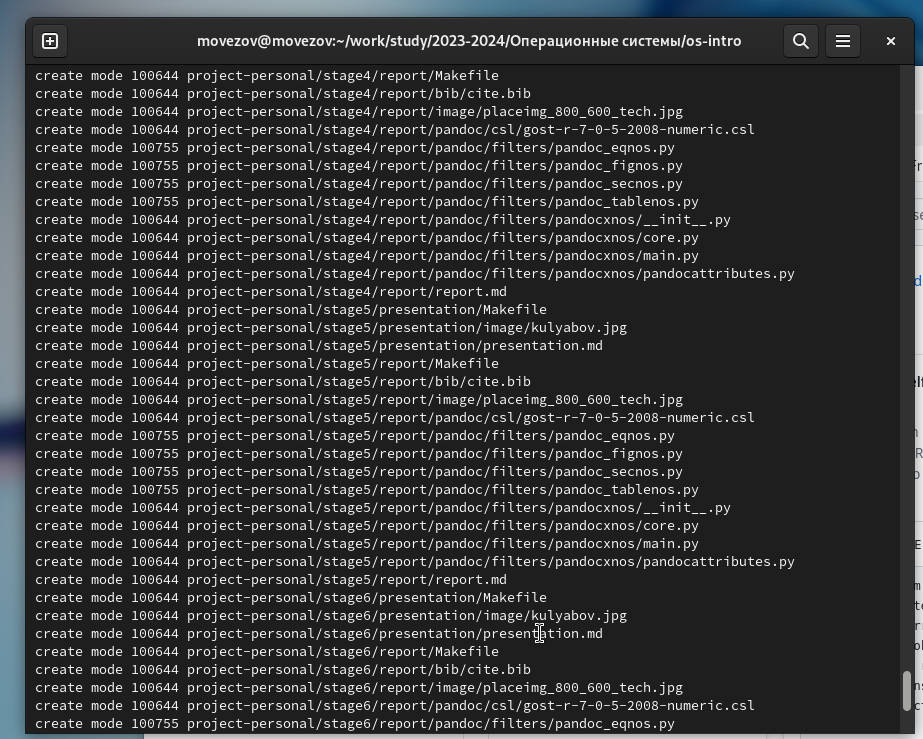 movezov@movezov:~/work/study/2023-2024/Операционные системы/os-intro
create mode 100644 project-personal/stage4/report/Makefile
create mode 100644 project-personal/stage4/report/bib/cite.bib
create mode 100644 project-personal/stage4/report/image/placeimg_800_600_tech.jpg
create mode 100644 project-personal/stage4/report/pandoc/csl/gost-r-7-0-5-2008-numeric.csl
create mode 100755 project-personal/stage4/report/pandoc/filters/pandoc_eqnos.py
create mode 100755 project-personal/stage4/report/pandoc/filters/pandoc_fignos.py
create mode 100755 project-personal/stage4/report/pandoc/filters/pandoc_secnos.py
create mode 100755 project-personal/stage4/report/pandoc/filters/pandoc_tablenos.py
create mode 100644 project-personal/stage4/report/pandoc/filters/pandocxnos/__init__.py
create mode 100644 project-personal/stage4/report/pandoc/filters/pandocxnos/core.py
create mode 100644 project-personal/stage4/report/pandoc/filters/pandocxnos/main.py
create mode 100644 project-personal/stage4/report/pandoc/filters/pandocxnos/pandocattributes.py
create mode 100644 project-personal/stage4/report/report.md
create mode 100644 project-personal/stage5/presentation/Makefile
create mode 100644 project-personal/stage5/presentation/image/kulyabov.jpg
create mode 100644 project-personal/stage5/presentation/presentation.md
create mode 100644 project-personal/stage5/report/Makefile
create mode 100644 project-personal/stage5/report/bib/cite.bib
create mode 100644 project-personal/stage5/report/image/placeimg_800_600_tech.jpg
create mode 100644 project-personal/stage5/report/pandoc/csl/gost-r-7-0-5-2008-numeric.csl
create mode 100755 project-personal/stage5/report/pandoc/filters/pandoc_eqnos.py
create mode 100755 project-personal/stage5/report/pandoc/filters/pandoc_fignos.py
create mode 100755 project-personal/stage5/report/pandoc/filters/pandoc_secnos.py
create mode 100755 project-personal/stage5/report/pandoc/filters/pandoc_tablenos.py
create mode 100644 project-personal/stage5/report/pandoc/filters/pandocxnos/__init__.py
create mode 100644 project-personal/stage5/report/pandoc/filters/pandocxnos/core.py
create mode 100644 project-personal/stage5/report/pandoc/filters/pandocxnos/main.py
create mode 100644 project-personal/stage5/report/pandoc/filters/pandocxnos/pandocattributes.py
create mode 100644 project-personal/stage5/report/report.md
create mode 100644 project-personal/stage6/presentation/Makefile
create mode 100644 project-personal/stage6/presentation/image/kulyabov.jpg
create mode 100644 project-personal/stage6/presentation/presentation.md
create mode 100644 project-personal/stage6/report/Makefile
create mode 100644 project-personal/stage6/report/bib/cite.bib
create mode 100644 project-personal/stage6/report/image/placeimg_800_600_tech.jpg
create mode 100644 project-personal/stage6/report/pandoc/csl/gost-r-7-0-5-2008-numeric.csl
create mode 100755 project-personal/stage6/report/pandoc/filters/pandoc_eqnos.py